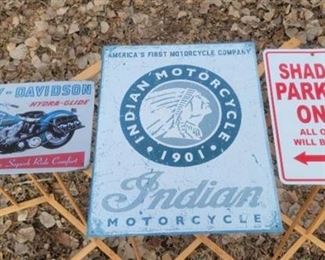 DAVIDSON
HYDRA-GLIDE
Superb Ride Comfort
AMERICA'S FIRST MOTORCYCLE COMPANY
INDIAN MOTORCYCLE
1901
Indian
MOTORCYCLE
SHAD
PARK
ON
ALL O
WILL B